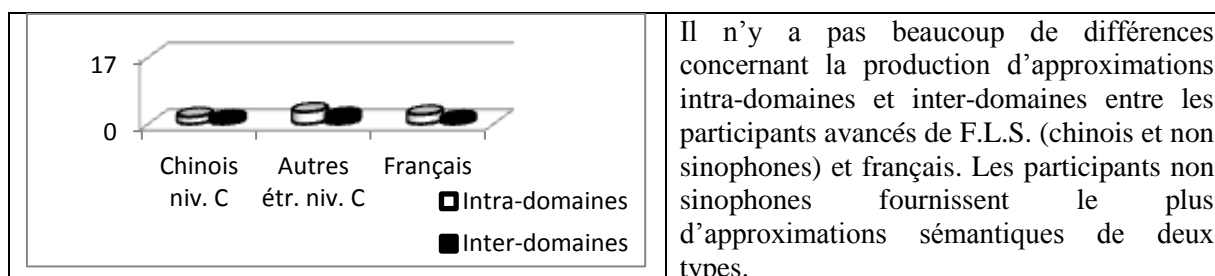 17
0
Chinois
niv. C
Autres
étr. niv. C
Français
Intra-domaines
Inter-domaines
Il n’y a pas beaucoup de différences
concernant la production d’approximations
intra-domaines et inter-domaines entre les
participants avancés de F.L.S. (chinois et non
sinophones) et français. Les participants non
sinophones fournissent le plus
d’approximations sémantiques de deux
types.